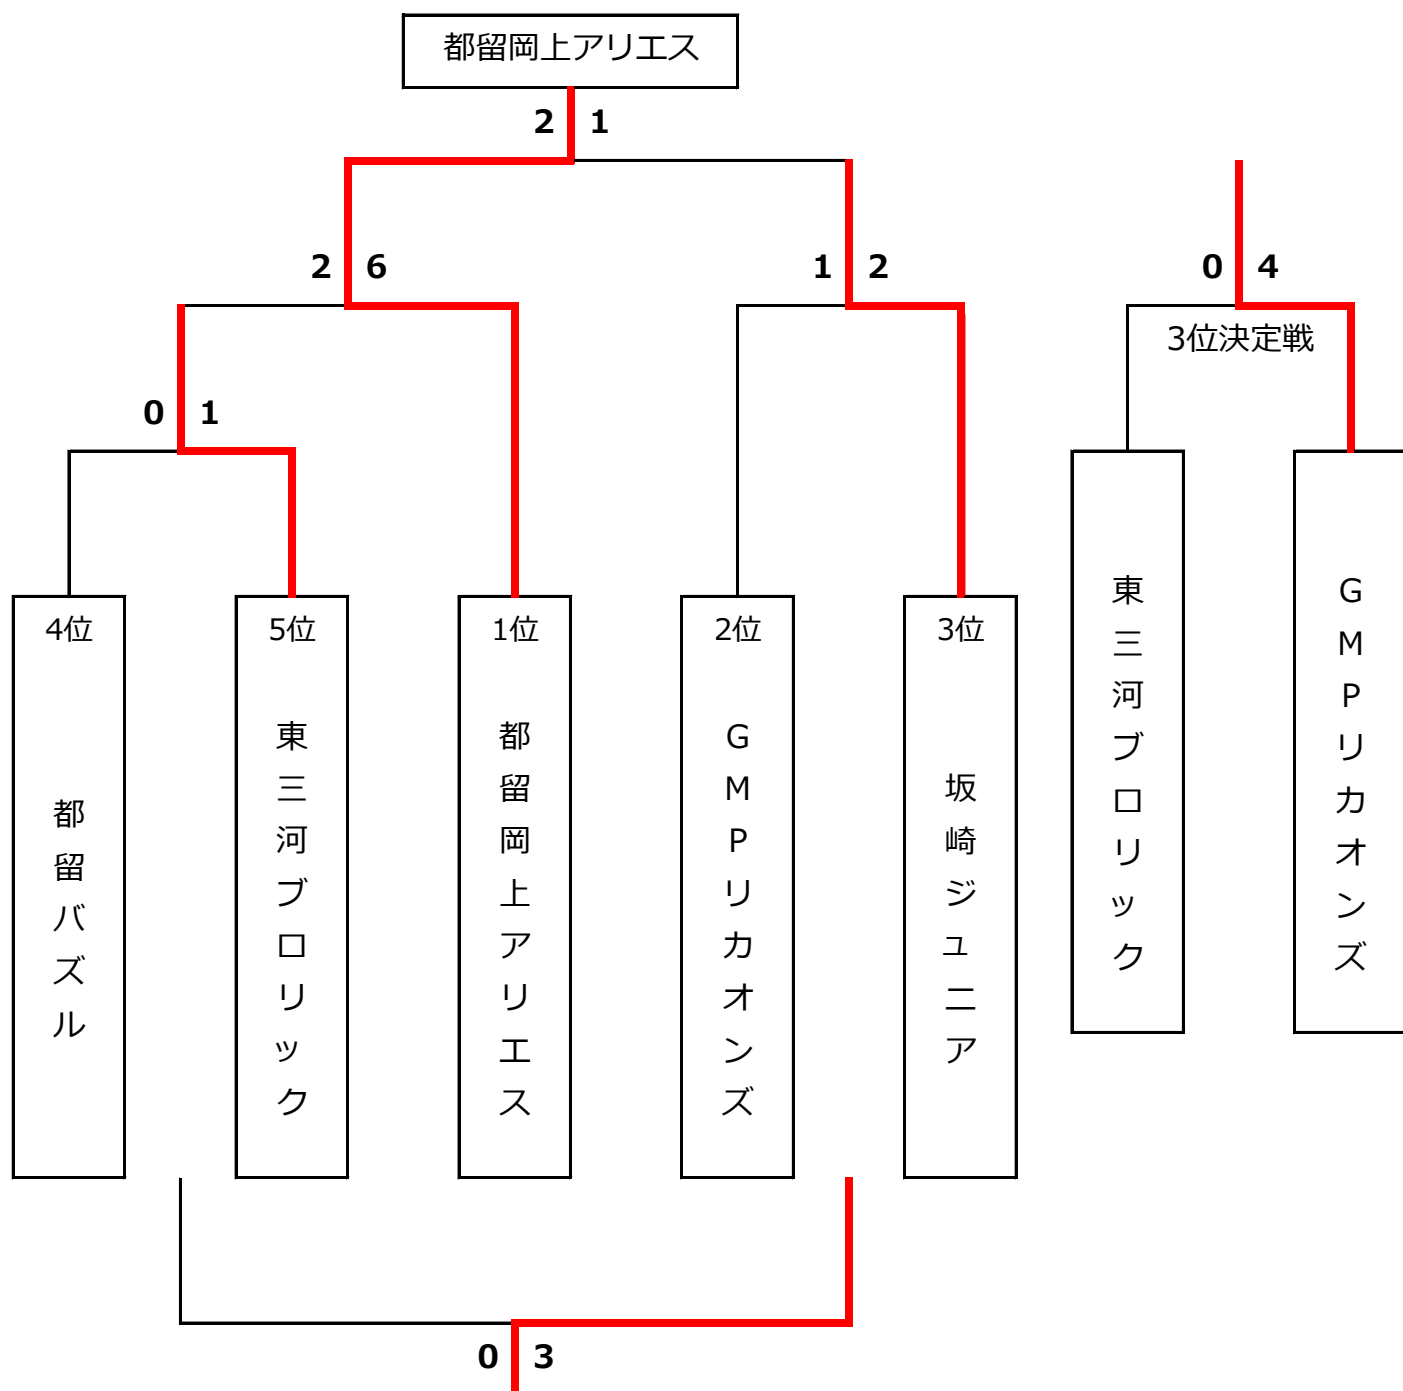 都留岡上アリエス
2 1
2 6
1 2
0 4
3位決定戦
0 1
4位
都留バズル
5位
東三河ブロリック
1位
都留岡上アリエス
2位
GMPリカオンズ
3位
坂崎ジュニア
東三河ブロリック
GMPリカオンズ
0 3